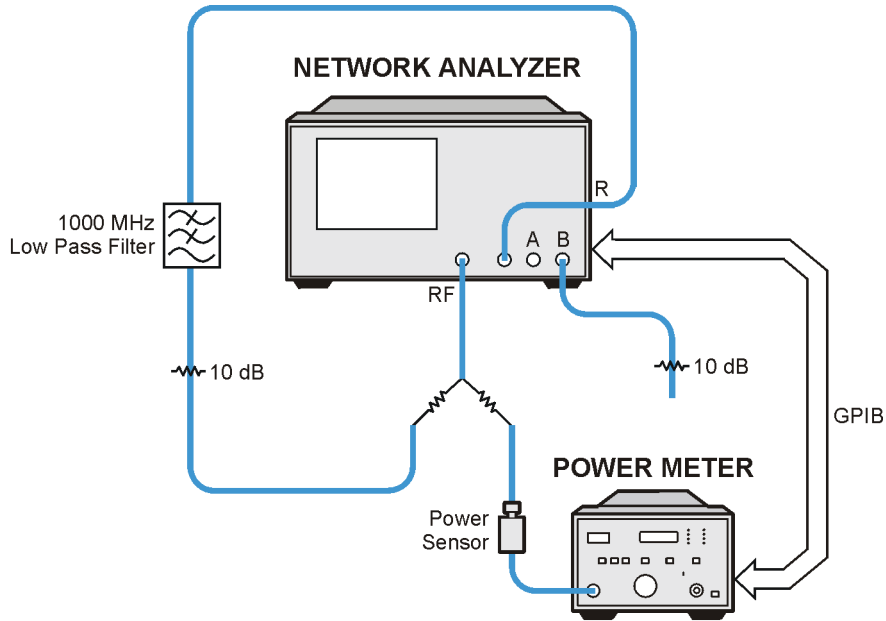 NETWORK ANALYZER
R
1000 MHz
Low Pass Filter
A
B
RF
10 dB
10 dB
GPIB
POWER METER
Power
Sensor